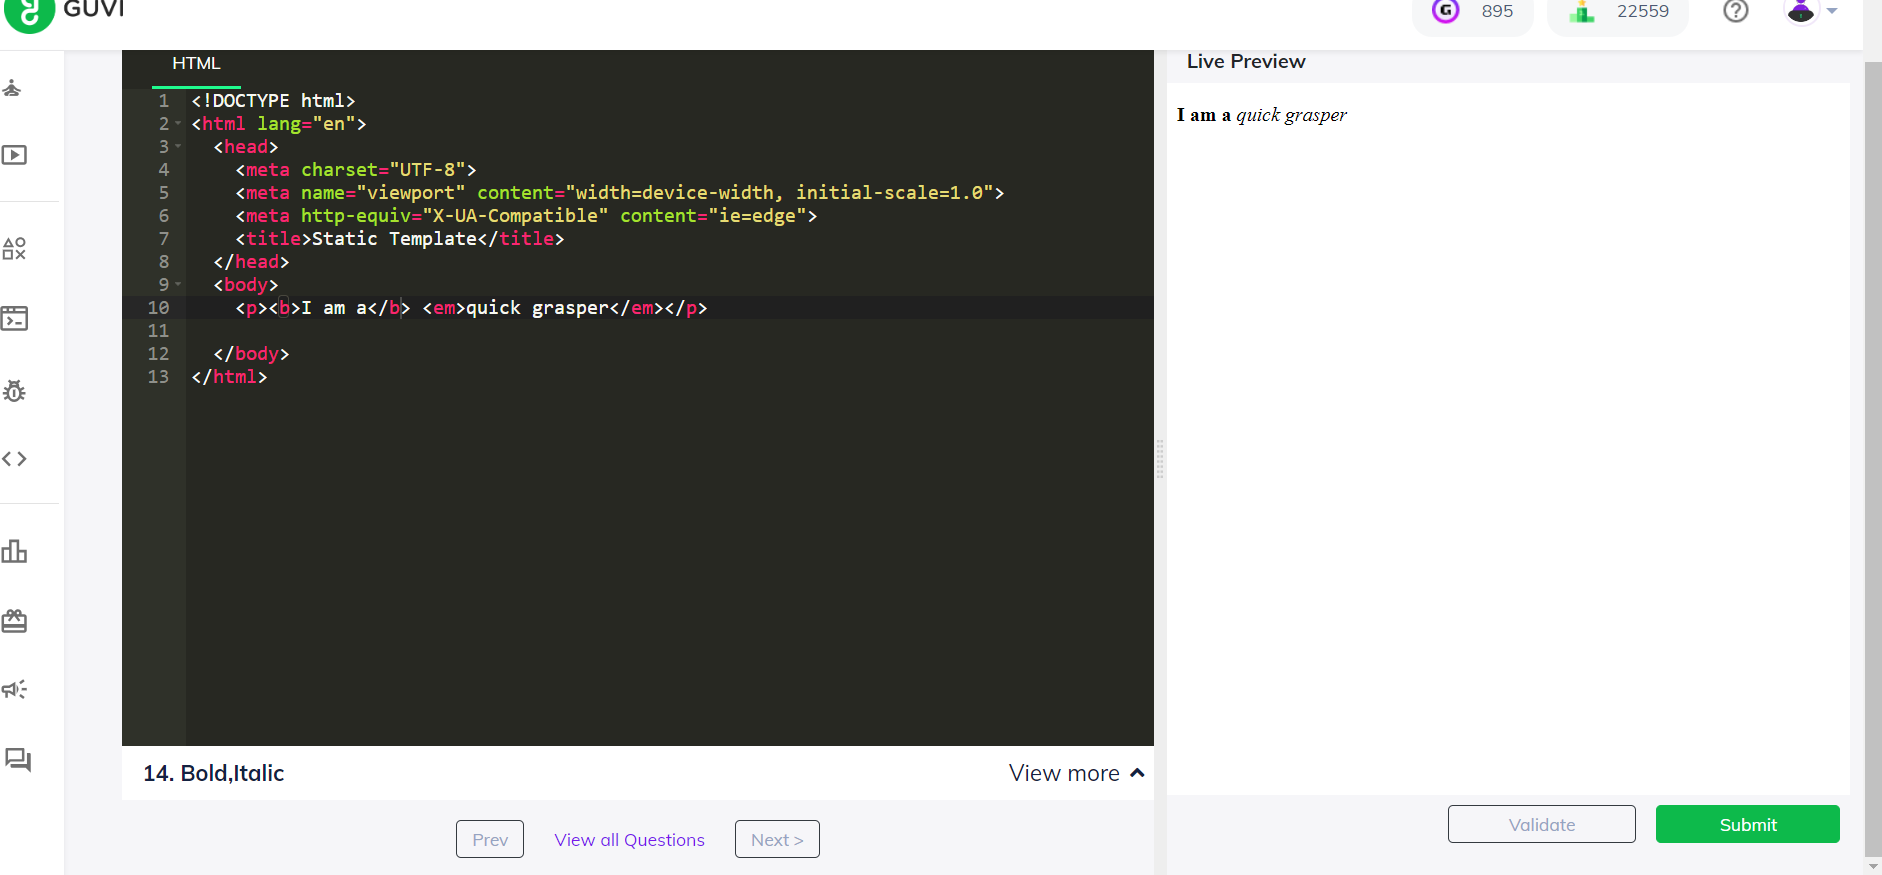 GUVI
895
22559
HTML
Live Preview
1 <!DOCTYPE html>
2 <html lang="en">
3 <head>
4 <meta charset="UTF-8">
5 <meta name="viewport" content="width=device-width, initial-scale=1.0">
6 <meta http-equiv="X-UA-Compatible" content="ie=edge">
7 <title>Static Template</title>
8 </head>
9 <body>
10 <p><b>I am a</b> <em>quick grasper</em></p>
11
12 </body>
13 </html>
I am a quick grasper
14. Bold,Italic
View more
Prev
View all Questions
Next >
Validate
Submit